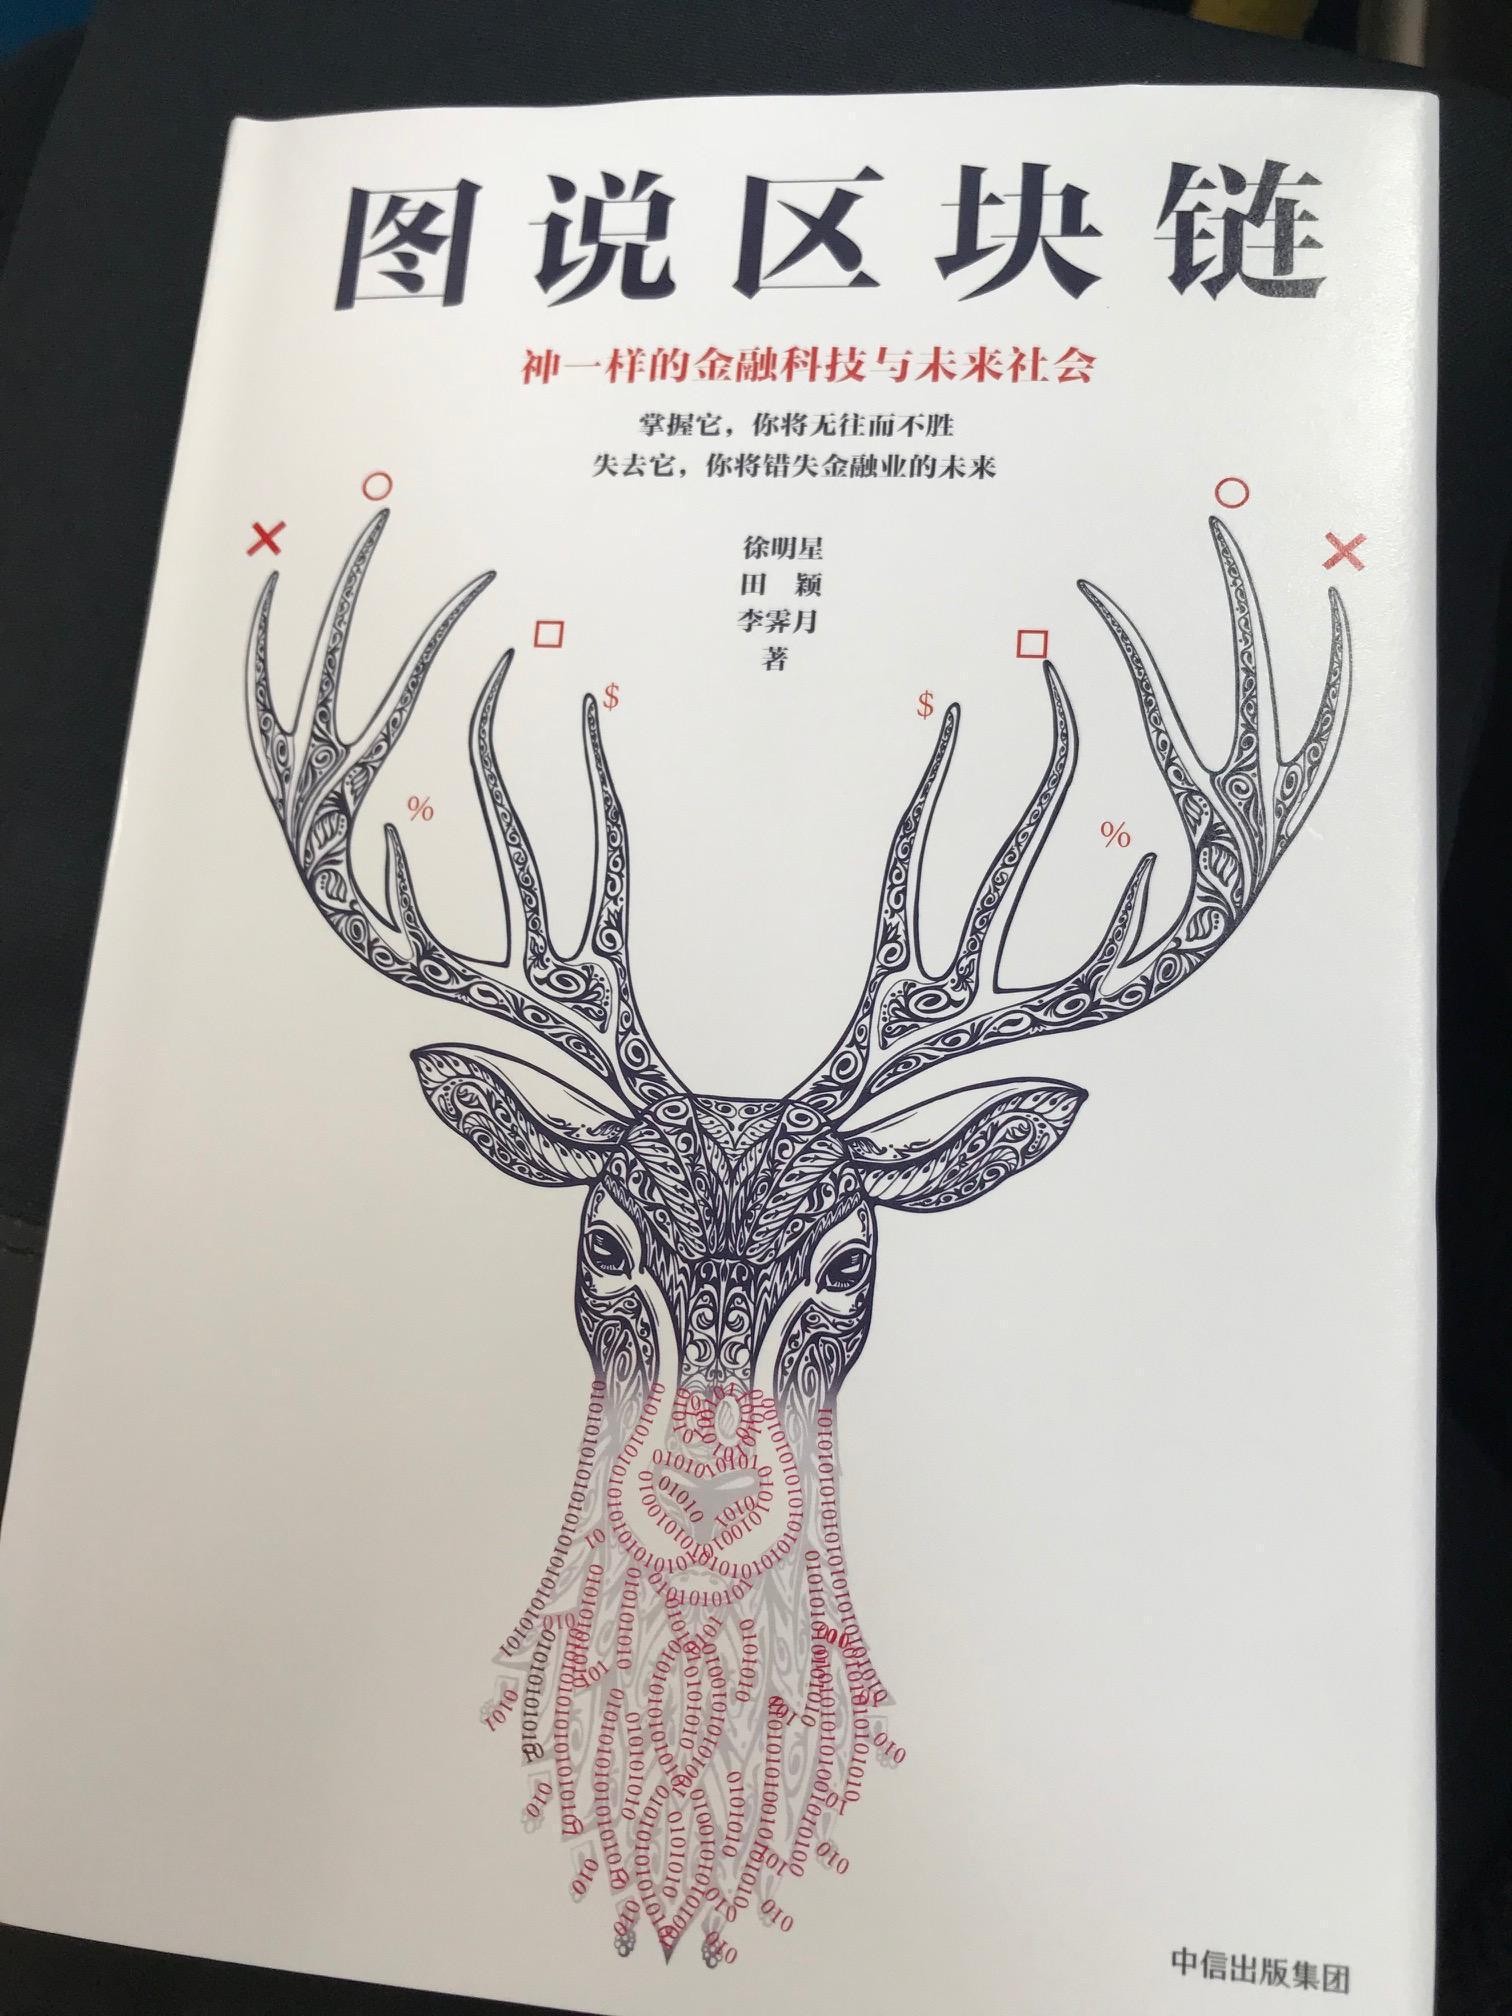 图说区块链
神一样的金融科技与未来社会
掌握它，你将无往而不胜
失去它，你将错失金融业的未来
徐明星
田 颖
李霁月
著
$ $
% %
中信出版集团